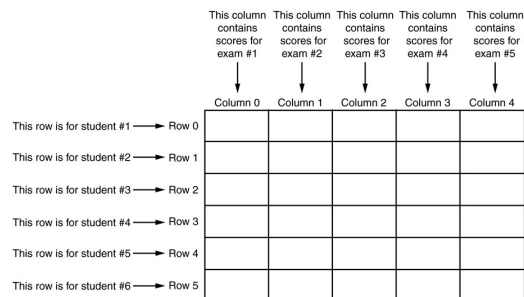 This column This column This column This column This column
contains contains contains contains contains
scores for scores for scores for scores for scores for
exam #1 exam #2 exam #3 exam #4 exam #5
Column 0 Column 1 Column 2 Column 3 Column 4
This row is for student #1 Row 0
This row is for student #2 Row 1
This row is for student #3 Row 2
This row is for student #4 Row 3
This row is for student #5 Row 4
This row is for student #6 Row 5